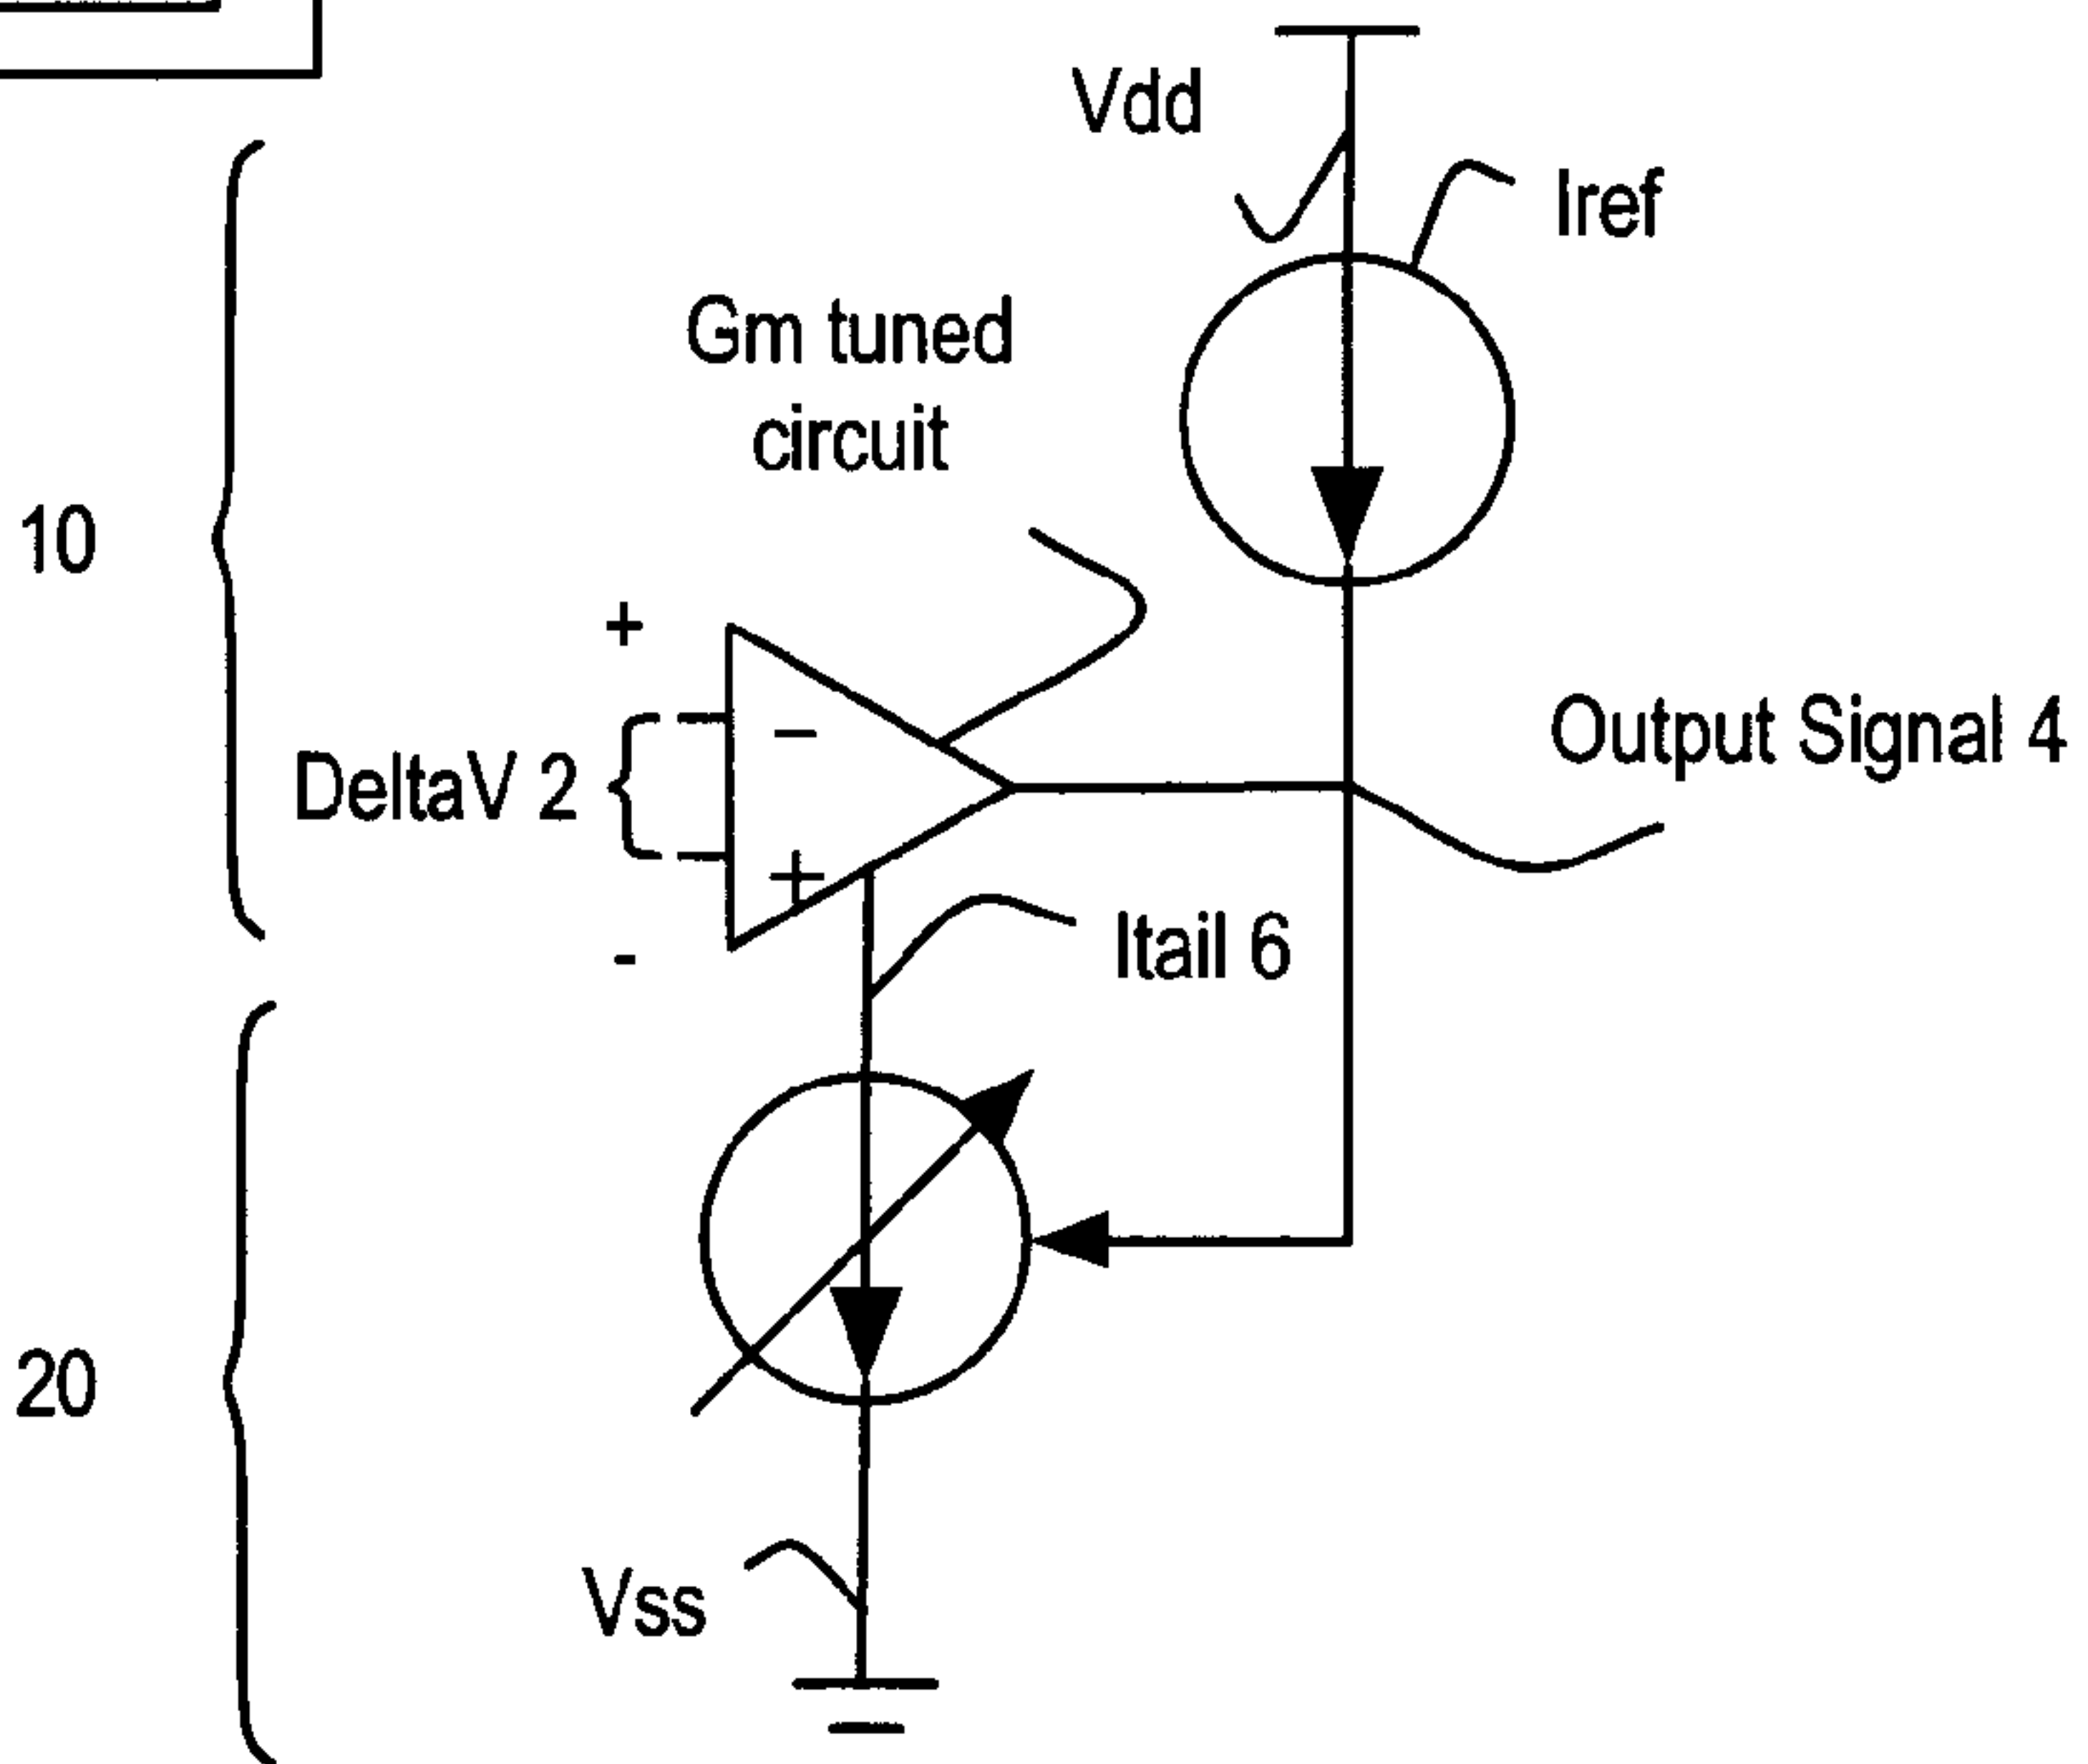 Vdd
Iref
Gm tuned
circuit
10
+
−
DeltaV 2
+
-
Output Signal 4
Itail 6
20
Vss